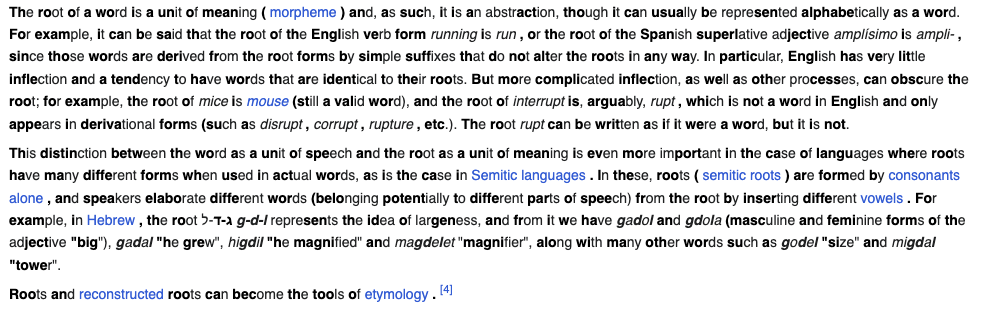 The root of a word is a unit of meaning ( morpheme ) and, as such, it is an abstraction, though it can usually be represented alphabetically as a word.
For example, it can be said that the root of the English verb form running is run , or the root of the Spanish superlative adjective amplísimo is ampli- ,
since those words are derived from the root forms by simple suffixes that do not alter the roots in any way. In particular, English has very little
inflection and a tendency to have words that are identical to their roots. But more complicated inflection, as well as other processes, can obscure the
root; for example, the root of mice is mouse (still a valid word), and the root of interrupt is, arguably, rupt , which is not a word in English and only
appears in derivational forms (such as disrupt , corrupt , rupture , etc.). The root rupt can be written as if it were a word, but it is not.
This distinction between the word as a unit of speech and the root as a unit of meaning is even more important in the case of languages where roots
have many different forms when used in actual words, as is the case in Semitic languages . In these, roots ( semitic roots ) are formed by consonants
alone , and speakers elaborate different words (belonging potentially to different parts of speech) from the root by inserting different vowels . For
example, in Hebrew , the root ג-ד-ל g-d-l represents the idea of largeness, and from it we have gadol and gdola (masculine and feminine forms of the
adjective "big"), gadal "he grew", higdil "he magnified" and magdelet "magnifier", along with many other words such as godel "size" and migdal
"tower".
Roots and reconstructed roots can become the tools of etymology . [4]